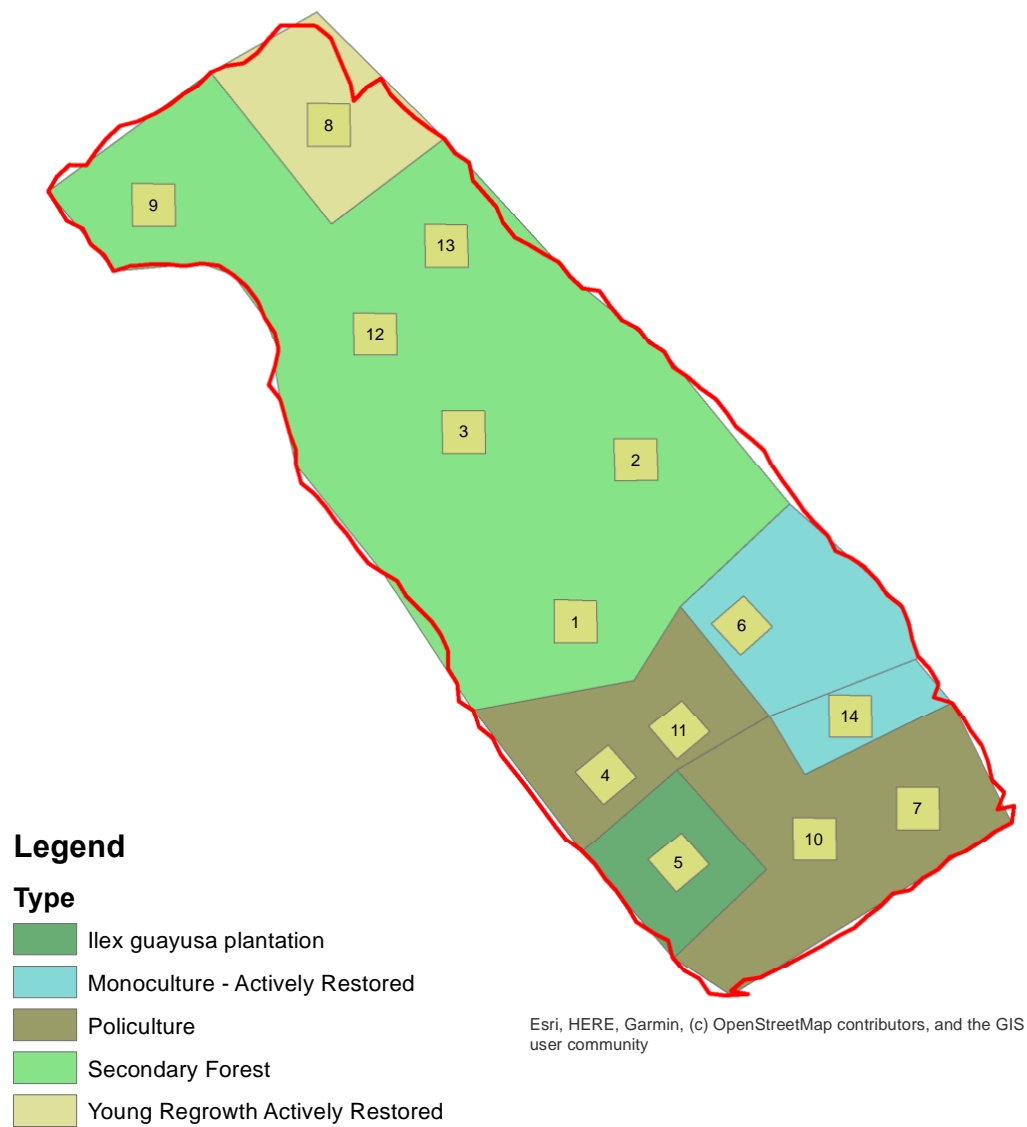 8
9
13
12
3
2
1
6
14
11
4
7
10
5
Legend
Type
Ilex guayusa plantation
Monoculture - Actively Restored
Policulture
Secondary Forest
Young Regrowth Actively Restored
Esri, HERE, Garmin, (c) OpenStreetMap contributors, and the GIS
user community